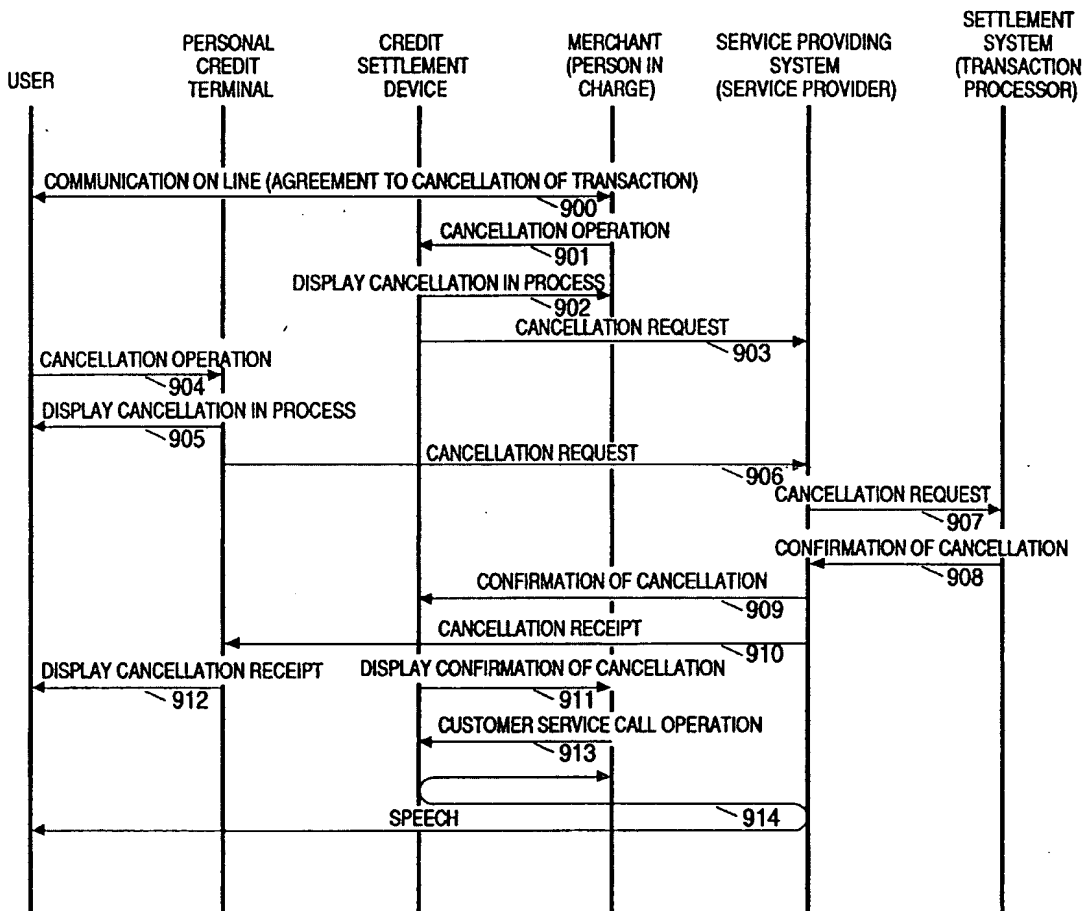 USER
PERSONAL
CREDIT
TERMINAL
CREDIT
SETTLEMENT
DEVICE
MERCHANT
(PERSON IN
CHARGE)
SERVICE PROVIDING
SYSTEM
(SERVICE PROVIDER)
SETTLEMENT
SYSTEM
(TRANSACTION
PROCESSOR)
COMMUNICATION ON LINE (AGREEMENT TO CANCELLATION OF TRANSACTION)
900
CANCELLATION OPERATION
901
DISPLAY CANCELLATION IN PROCESS
902
CANCELLATION REQUEST
903
CANCELLATION OPERATION
904
DISPLAY CANCELLATION IN PROCESS
905
CANCELLATION REQUEST
906
CANCELLATION REQUEST
907
CONFIRMATION OF CANCELLATION
908
CONFIRMATION OF CANCELLATION
909
CANCELLATION RECEIPT
910
DISPLAY CANCELLATION RECEIPT
912
DISPLAY CONFIRMATION OF CANCELLATION
911
CUSTOMER SERVICE CALL OPERATION
913
SPEECH
914